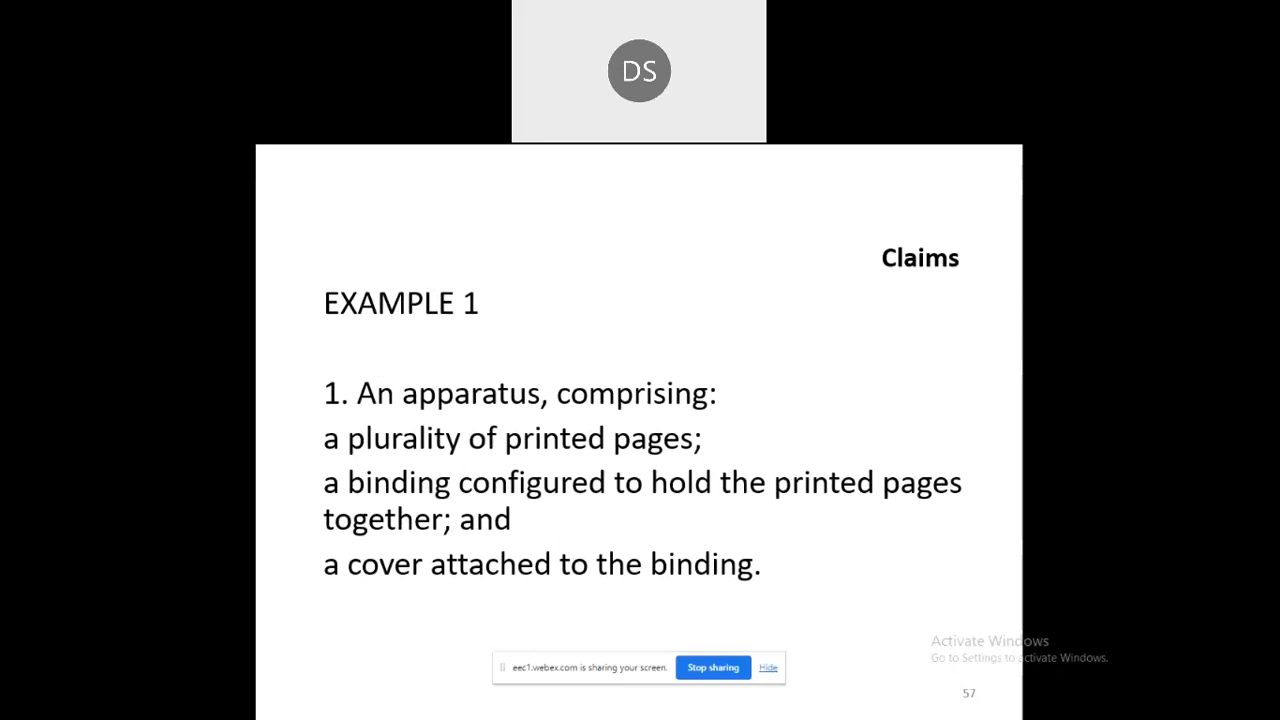 DS
Claims
EXAMPLE 1
1. An apparatus, comprising:
a plurality of printed pages;
a binding configured to hold the printed pages
together; and
a cover attached to the binding.
Activate Windows
Go to Settings to activate Windows.
eec1.webex.com is sharing your screen.
Stop sharing
Hide
57